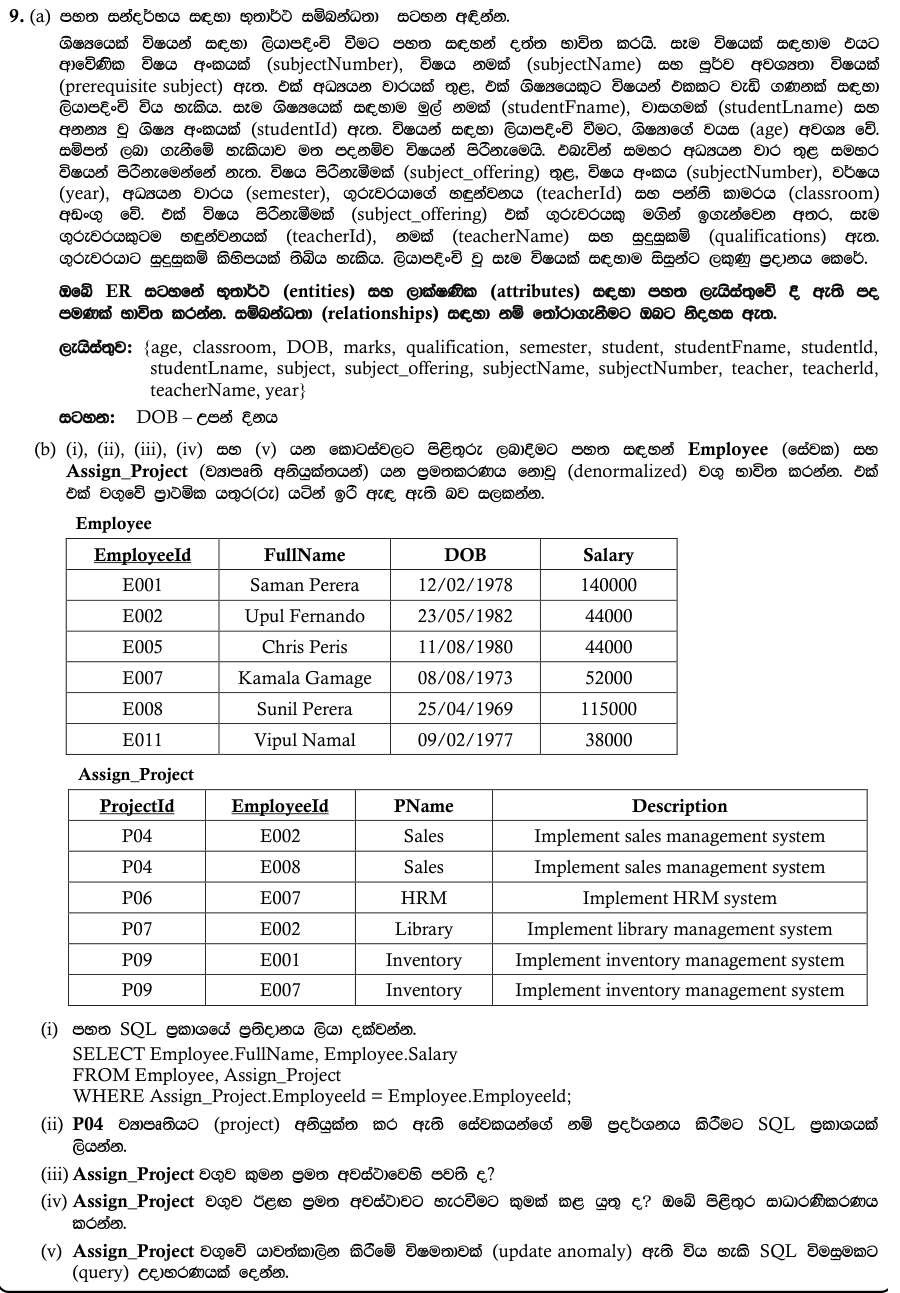 9. (a) පහත සන්දර්භය සඳහා භූතාර්ථ සම්බන්ධතා සටහන අඳින්න.
ශිෂ්‍යයෙක් විෂයන් සඳහා ලියාපදිංචි වීමට පහත සඳහන් දත්ත භාවිත කරයි. සෑම විෂයක් සඳහාම එයට
ආවේණික විෂය අංකයක් (subjectNumber), විෂය නමක් (subjectName) සහ පූර්ව අවශ්‍යතා විෂයක්
(prerequisite subject) ඇත. එක් අධ්‍යයන වාරයක් තුළ, එක් ශිෂ්‍යයෙකුට විෂයන් එකකට වැඩි ගණනක් සඳහා
ලියාපදිංචි විය හැකිය. සෑම ශිෂ්‍යයෙක් සඳහාම මුල් නමක් (studentFname), වාසගමක් (studentLname) සහ
අනන්‍ය වූ ශිෂ්‍ය අංකයක් (studentId) ඇත. විෂයන් සඳහා ලියාපදිංචි වීමට, ශිෂ්‍යාගේ වයස (age) අවශ්‍ය වේ.
සම්පත් ලබා ගැනීමේ හැකියාව මත පදනම්ව විෂයන් පිරිනැමෙයි. එබැවින් සමහර අධ්‍යයන වාර තුළ සමහර
විෂයන් පිරිනැමෙන්නේ නැත. විෂය පිරිනැමීමක් (subject_offering) තුළ, විෂය අංකය (subjectNumber), වර්ෂය
(year), අධ්‍යයන වාරය (semester), ගුරුවරයාගේ හඳුන්වනය (teacherId) සහ පන්ති කාමරය (classroom)
අඩංගු වේ. එක් විෂය පිරිනැමීමක් (subject_offering) එක් ගුරුවරයකු මගින් ඉගැන්වෙන අතර, සෑම
ගුරුවරයකුටම හඳුන්වනයක් (teacherId), නමක් (teacherName) සහ සුදුසුකම් (qualifications) ඇත.
ගුරුවරයාට සුදුසුකම් කිහිපයක් තිබිය හැකිය. ලියාපදිංචි වූ සෑම විෂයක් සඳහාම සිසුන්ට ලකුණු ප්‍රදානය කෙරේ.
ඔබේ ER සටහනේ භූතාර්ථ (entities) සහ ලාක්ෂණික (attributes) සඳහා පහත ලැයිස්තුවේ දී ඇති පද
පමණක් භාවිත කරන්න. සම්බන්ධතා (relationships) සඳහා නම් තෝරාගැනීමට ඔබට නිදහස ඇත.
ලැයිස්තුව: {age, classroom, DOB, marks, qualification, semester, student, studentFname, studentld,
studentLname, subject, subject_offering, subjectName, subjectNumber, teacher, teacherld,
teacherName, year}
සටහන: DOB – උපන් දිනය
(b) (i), (ii), (iii), (iv) සහ (v) යන කොටස්වලට පිළිතුරු ලබාදීමට පහත සඳහන් Employee (සේවක) සහ
Assign_Project (ව්‍යාපෘති අනියුක්තයන්) යන ප්‍රමතකරණය නොවූ (denormalized) වගු භාවිත කරන්න. එක්
එක් වගුවේ ප්‍රාථමික යතුර(රු) යටින් ඉරි ඇඳ ඇති බව සලකන්න.
Employee
EmployeeId FullName DOB Salary
E001 Saman Perera 12/02/1978 140000
E002 Upul Fernando 23/05/1982 44000
E005 Chris Peris 11/08/1980 44000
E007 Kamala Gamage 08/08/1973 52000
E008 Sunil Perera 25/04/1969 115000
E011 Vipul Namal 09/02/1977 38000
Assign_Project
ProjectId EmployeeId PName Description
P04 E002 Sales Implement sales management system
P04 E008 Sales Implement sales management system
P06 E007 HRM Implement HRM system
P07 E002 Library Implement library management system
P09 E001 Inventory Implement inventory management system
P09 E007 Inventory Implement inventory management system
(i) පහත SQL ප්‍රකාශයේ ප්‍රතිදානය ලියා දක්වන්න.
SELECT Employee.FullName, Employee.Salary
FROM Employee, Assign_Project
WHERE Assign_Project.Employeeld = Employee.Employeeld;
(ii) P04 ව්‍යාපෘතියට (project) අනියුක්ත කර ඇති සේවකයන්ගේ නම් ප්‍රදර්ශනය කිරීමට SQL ප්‍රකාශයක්
ලියන්න.
(iii) Assign_Project වගුව කුමන ප්‍රමත අවස්ථාවෙහි පවතී ද?
(iv) Assign_Project වගුව ඊළඟ ප්‍රමත අවස්ථාවට හැරවීමට කුමක් කළ යුතු ද? ඔබේ පිළිතුර සාධාරණීකරණය
කරන්න.
(v) Assign_Project වගුවේ යාවත්කාලීන කිරීමේ විෂමතාවක් (update anomaly) ඇති විය හැකි SQL විමසුමකට
(query) උදාහරණයක් දෙන්න.